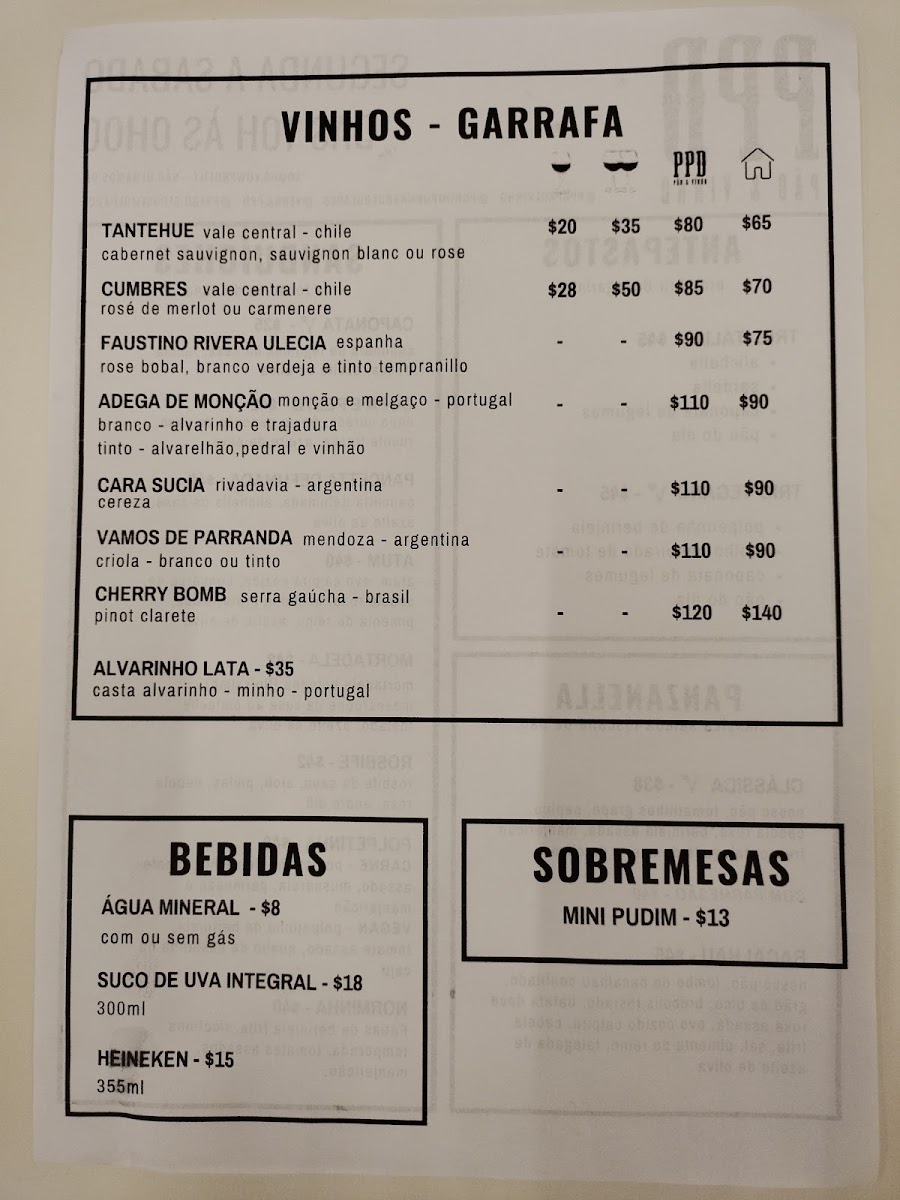 VINHOS - GARRAFA
PPD
PÃO & VINHO
TANTEHUE vale central - chile $20 $35 $80 $65
cabernet sauvignon, sauvignon blanc ou rose
CUMBRES vale central - chile $28 $50 $85 $70
rosé de merlot ou carmenere
FAUSTINO RIVERA ULECIA espanha - - $90 $75
rose bobal, branco verdeja e tinto tempranillo
ADEGA DE MONÇÃO monção e melgaço - portugal - - $110 $90
branco - alvarinho e trajadura
tinto - alvarelhão,pedral e vinhão
CARA SUCIA rivadavia - argentina - - $110 $90
cereza
VAMOS DE PARRANDA mendoza - argentina - - $110 $90
criola - branco ou tinto
CHERRY BOMB serra gaúcha - brasil - - $120 $140
pinot clarete
ALVARINHO LATA - $35
casta alvarinho - minho - portugal
BEBIDAS
ÁGUA MINERAL - $8
com ou sem gás
SUCO DE UVA INTEGRAL - $18
300ml
HEINEKEN - $15
355ml
SOBREMESAS
MINI PUDIM - $13